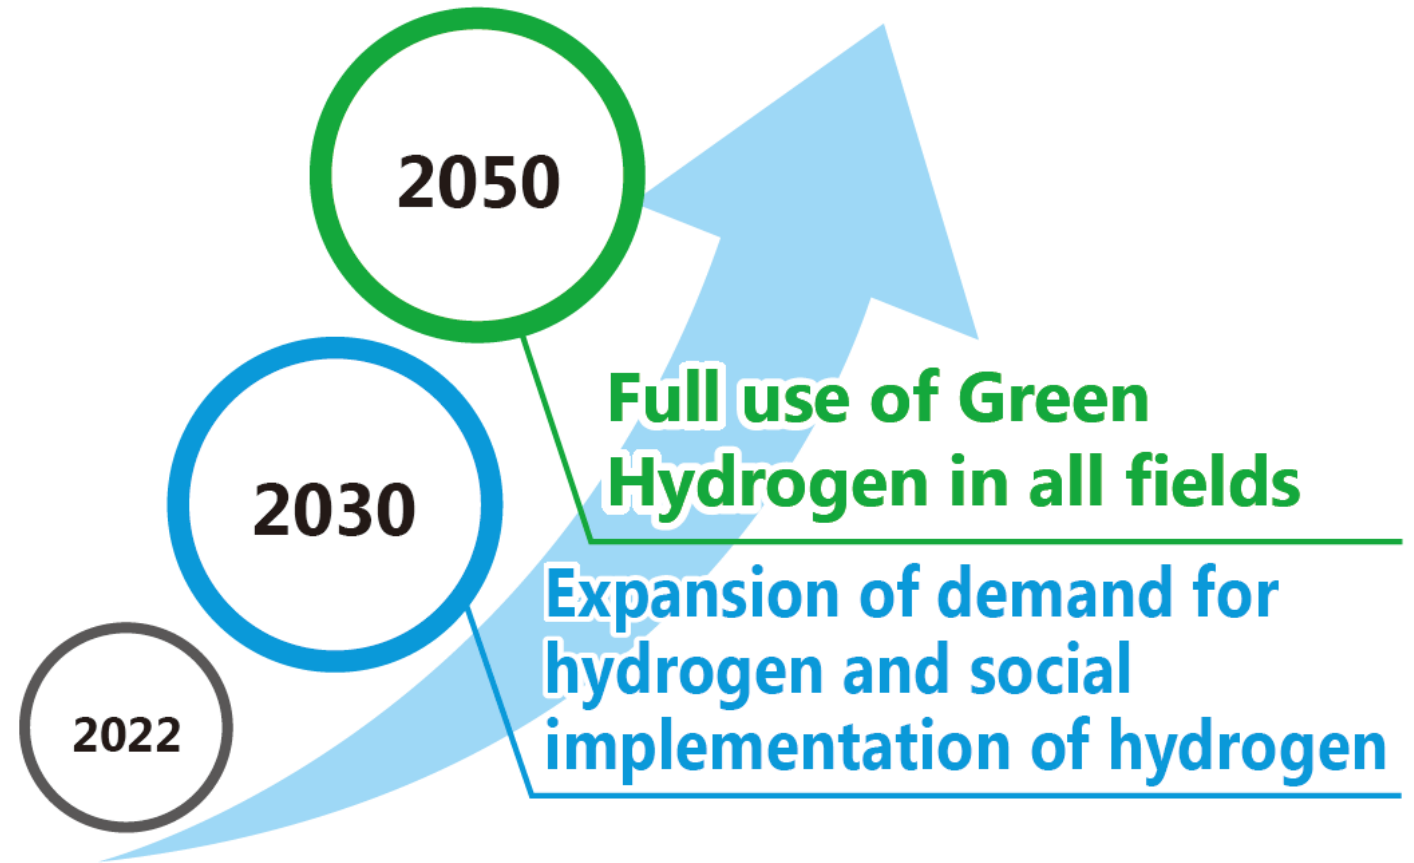 2050
Full use of Green
Hydrogen in all fields
2030
Expansion of demand for
hydrogen and social
implementation of hydrogen
2022